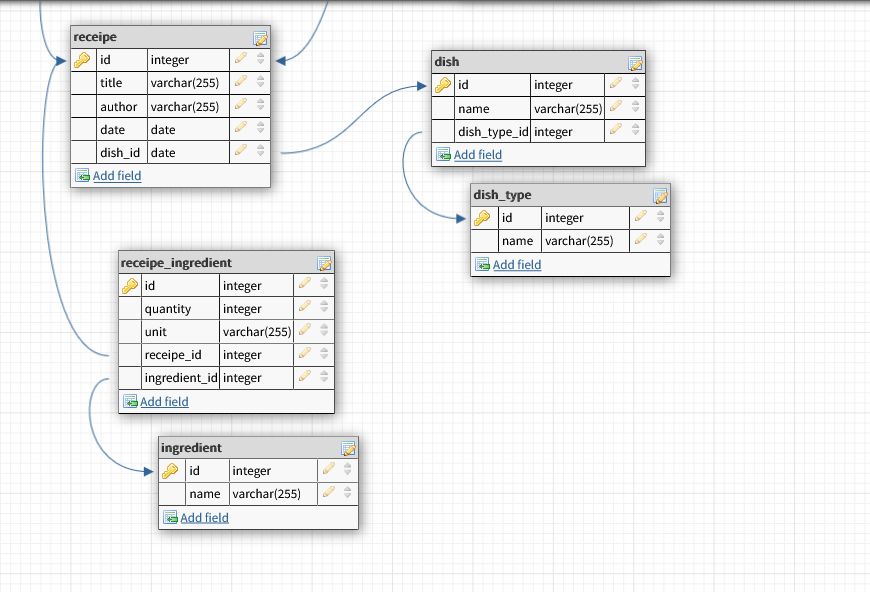 receipe
id integer
title varchar(255)
author varchar(255)
date date
dish_id date
Add field
dish
id integer
name varchar(255)
dish_type_id integer
Add field
dish_type
id integer
name varchar(255)
Add field
receipe_ingredient
id integer
quantity integer
unit varchar(255)
receipe_id integer
ingredient_id integer
Add field
ingredient
id integer
name varchar(255)
Add field